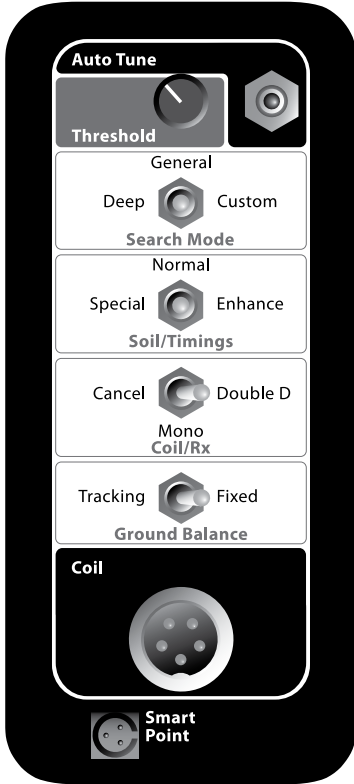 Auto Tune
Threshold
General
Deep Custom
Search Mode
Normal
Special Enhance
Soil/Timings
Cancel Double D
Mono
Coil/Rx
Tracking Fixed
Ground Balance
Coil
Smart
Point